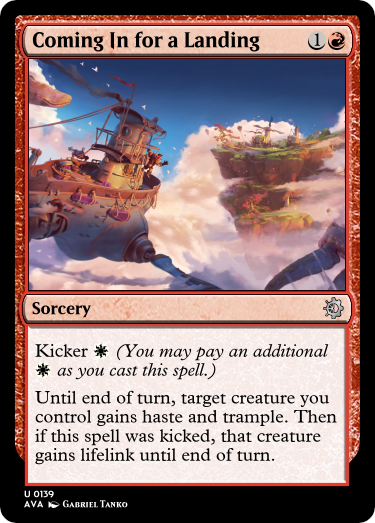 Coming In for a Landing 1
Sorcery
Kicker (You may pay an additional
as you cast this spell.)
Until end of turn, target creature you
control gains haste and trample. Then
if this spell was kicked, that creature
gains lifelink until end of turn.
U 0139
AVA Gabriel Tanko